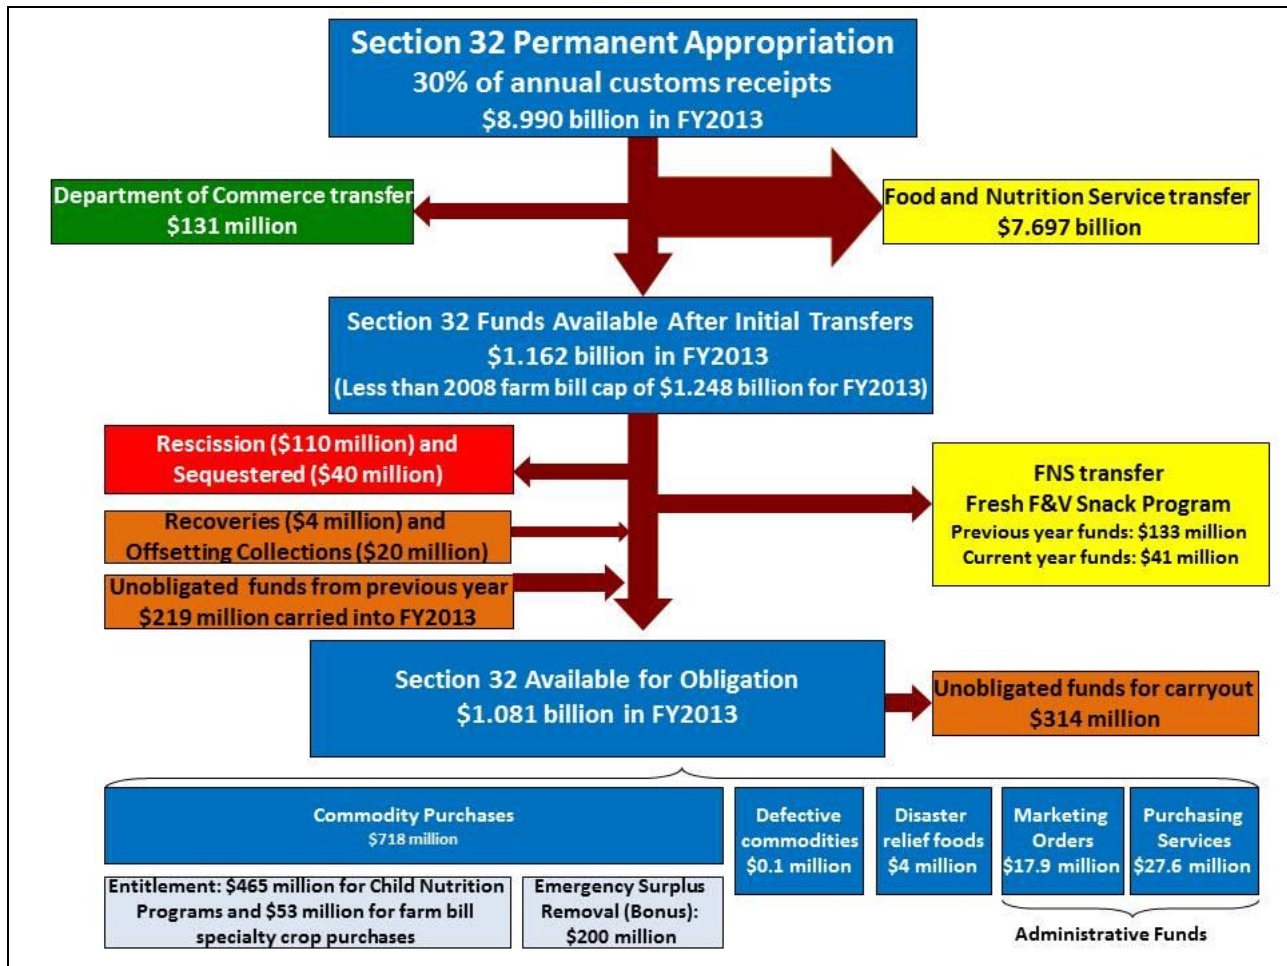 Section 32 Permanent Appropriation
30% of annual customs receipts
$8.990 billion in FY2013
Department of Commerce transfer
$131 million
Food and Nutrition Service transfer
$7.697 billion
Section 32 Funds Available After Initial Transfers
$1.162 billion in FY2013
(Less than 2008 farm bill cap of $1.248 billion for FY2013)
Rescission ($110 million) and
Sequestered ($40 million)
FNS transfer
Fresh F&V Snack Program
Previous year funds: $133 million
Current year funds: $41 million
Recoveries ($4 million) and
Offsetting Collections ($20 million)
Unobligated funds from previous year
$219 million carried into FY2013
Section 32 Available for Obligation
$1.081 billion in FY2013
Unobligated funds for carryout
$314 million
Commodity Purchases
$718 million
Defective
commodities
$0.1 million
Disaster
relief foods
$4 million
Marketing
Orders
$17.9 million
Purchasing
Services
$27.6 million
Entitlement: $465 million for Child Nutrition
Programs and $53 million for farm bill
specialty crop purchases
Emergency Surplus
Removal (Bonus):
$200 million
Administrative Funds